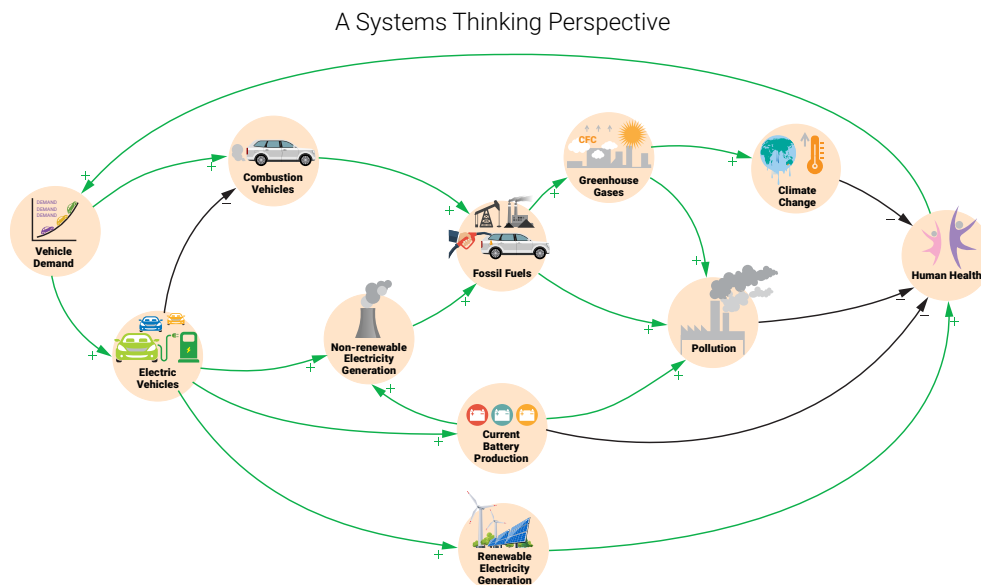 A Systems Thinking Perspective
CFC
+
+
Combustion
Vehicles
Greenhouse
Gases
+
Climate
Change
+
DEMAND
DEMAND
DEMAND
Vehicle
Demand
−
+
+
−
Fossil Fuels
+
Human Health
+
Non-renewable
Electricity
Generation
+
−
−
+
+
Pollution
+
Electric
Vehicles
+
+
+
Current
Battery
Production
+
+
Renewable
Electricity
Generation